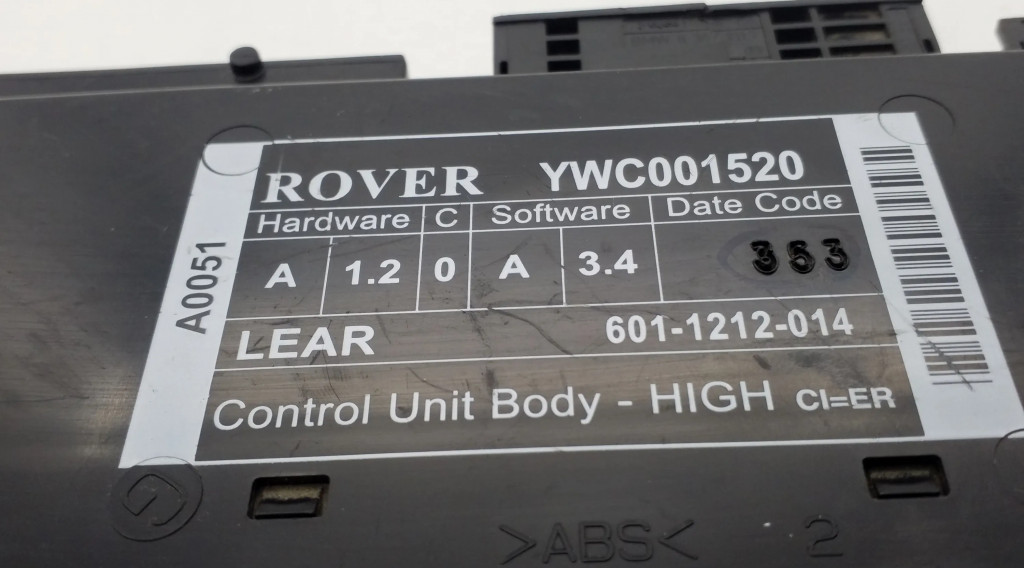 ROVER YWC001520
Hardware C Software Date Code
A 1.2 0 A 3.4 353
LEAR 601-1212-014
Control Unit Body - HIGH CI=ER
A0051
>ABS< 2